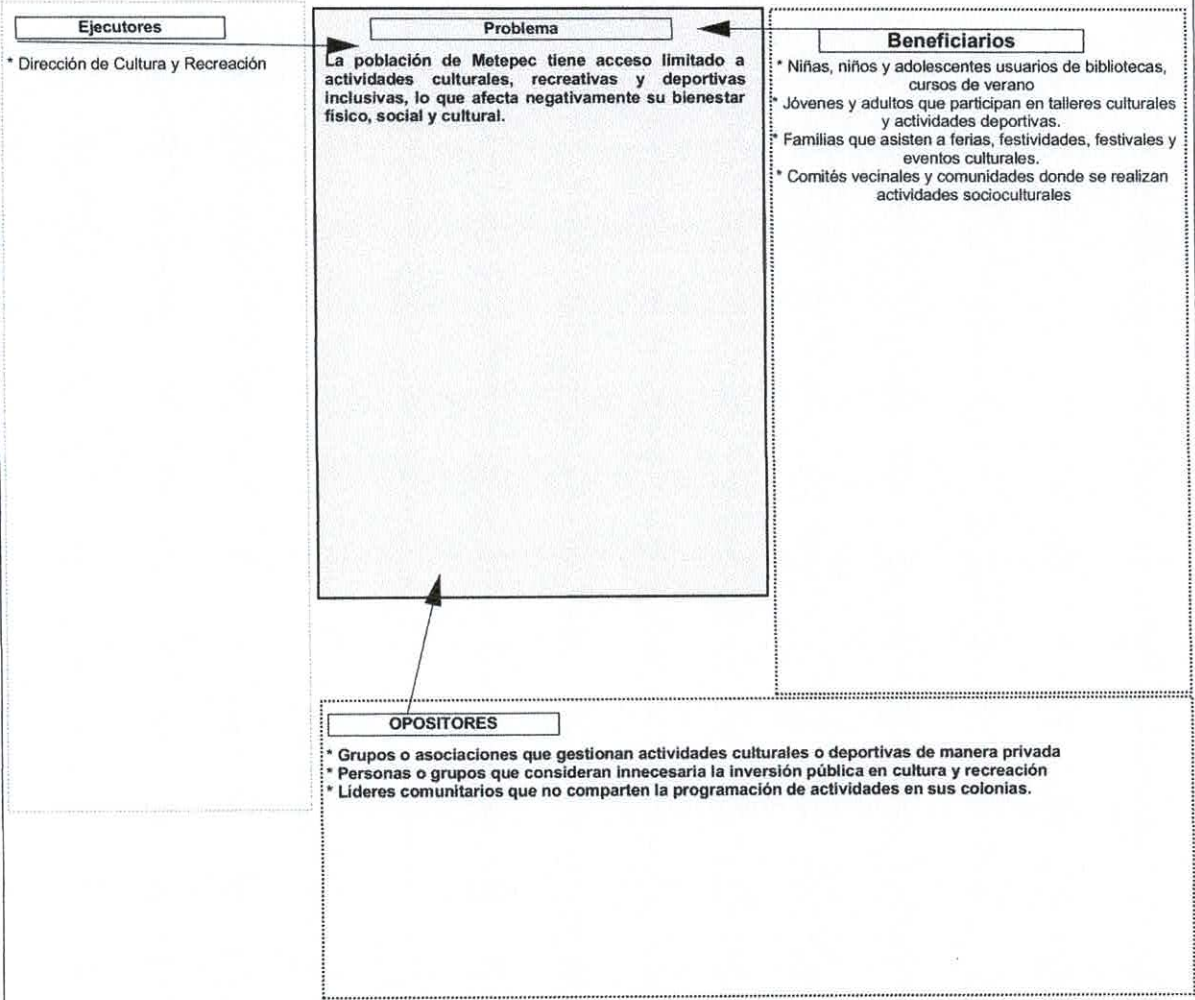 Ejecutores
* Dirección de Cultura y Recreación
Problema
La población de Metepec tiene acceso limitado a
actividades culturales, recreativas y deportivas
inclusivas, lo que afecta negativamente su bienestar
físico, social y cultural.
Beneficiarios
* Niñas, niños y adolescentes usuarios de bibliotecas,
cursos de verano
* Jóvenes y adultos que participan en talleres culturales
y actividades deportivas.
* Familias que asisten a ferias, festividades, festivales y
eventos culturales.
* Comités vecinales y comunidades donde se realizan
actividades socioculturales
OPOSITORES
* Grupos o asociaciones que gestionan actividades culturales o deportivas de manera privada
* Personas o grupos que consideran innecesaria la inversión pública en cultura y recreación
* Líderes comunitarios que no comparten la programación de actividades en sus colonias.